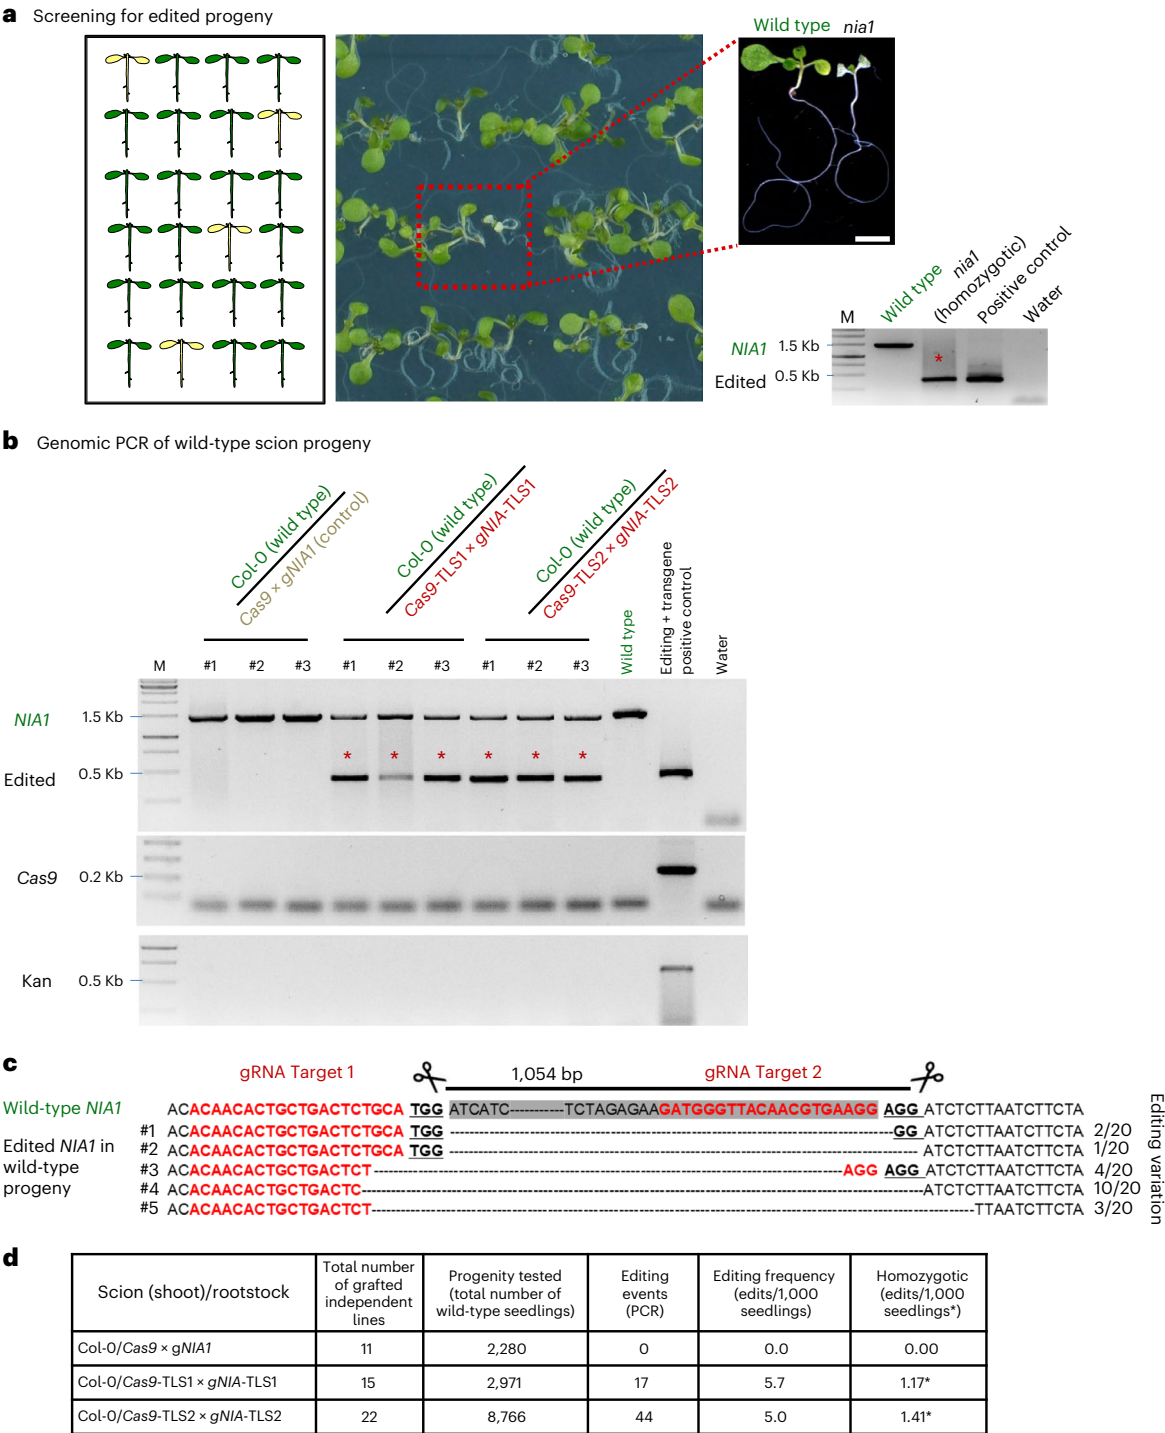 a Screening for edited progeny
Wild type nia1
M Wild type nia1 (homozygotic) Positive control Water
NIA1 1.5 Kb
*
Edited 0.5 Kb
b Genomic PCR of wild-type scion progeny
Col-0 (wild type)
Cas9 × gNIA1 (control)
Col-0 (wild type)
Cas9-TLS1 × gNIA-TLS1
Col-0 (wild type)
Cas9-TLS2 × gNIA-TLS2
Wild type
Editing + transgene
positive control
Water
M #1 #2 #3 #1 #2 #3 #1 #2 #3
NIA1 1.5 Kb
* * * * * *
Edited 0.5 Kb
Cas9 0.2 Kb
Kan 0.5 Kb
c
gRNA Target 1 1,054 bp gRNA Target 2
Wild-type NIA1 ACACAACACTGCTGACTCTGCA TGG ATCATC----------TCTAGAGAAGATGGGTTACAACGTGAAGG AGG ATCTCTTAATCTTCTA
Edited NIA1 in
wild-type
progeny
#1 ACACAACACTGCTGACTCTGCA TGG GG ATCTCTTAATCTTCTA 2/20
#2 ACACAACACTGCTGACTCTGCA TGG ATCTCTTAATCTTCTA 1/20
#3 ACACAACACTGCTGACTCT AGG AGG ATCTCTTAATCTTCTA 4/20
#4 ACACAACACTGCTGACTC ATCTCTTAATCTTCTA 10/20
#5 ACACAACACTGCTGACTCT TTAATCTTCTA 3/20
Editing variation
d
Scion (shoot)/rootstock
Total number
of grafted
independent
lines
Progenity tested
(total number of
wild-type seedlings)
Editing
events
(PCR)
Editing frequency
(edits/1,000
seedlings)
Homozygotic
(edits/1,000
seedlings*)
Col-0/Cas9 × gNIA1 11 2,280 0 0.0 0.00
Col-0/Cas9-TLS1 × gNIA-TLS1 15 2,971 17 5.7 1.17*
Col-0/Cas9-TLS2 × gNIA-TLS2 22 8,766 44 5.0 1.41*